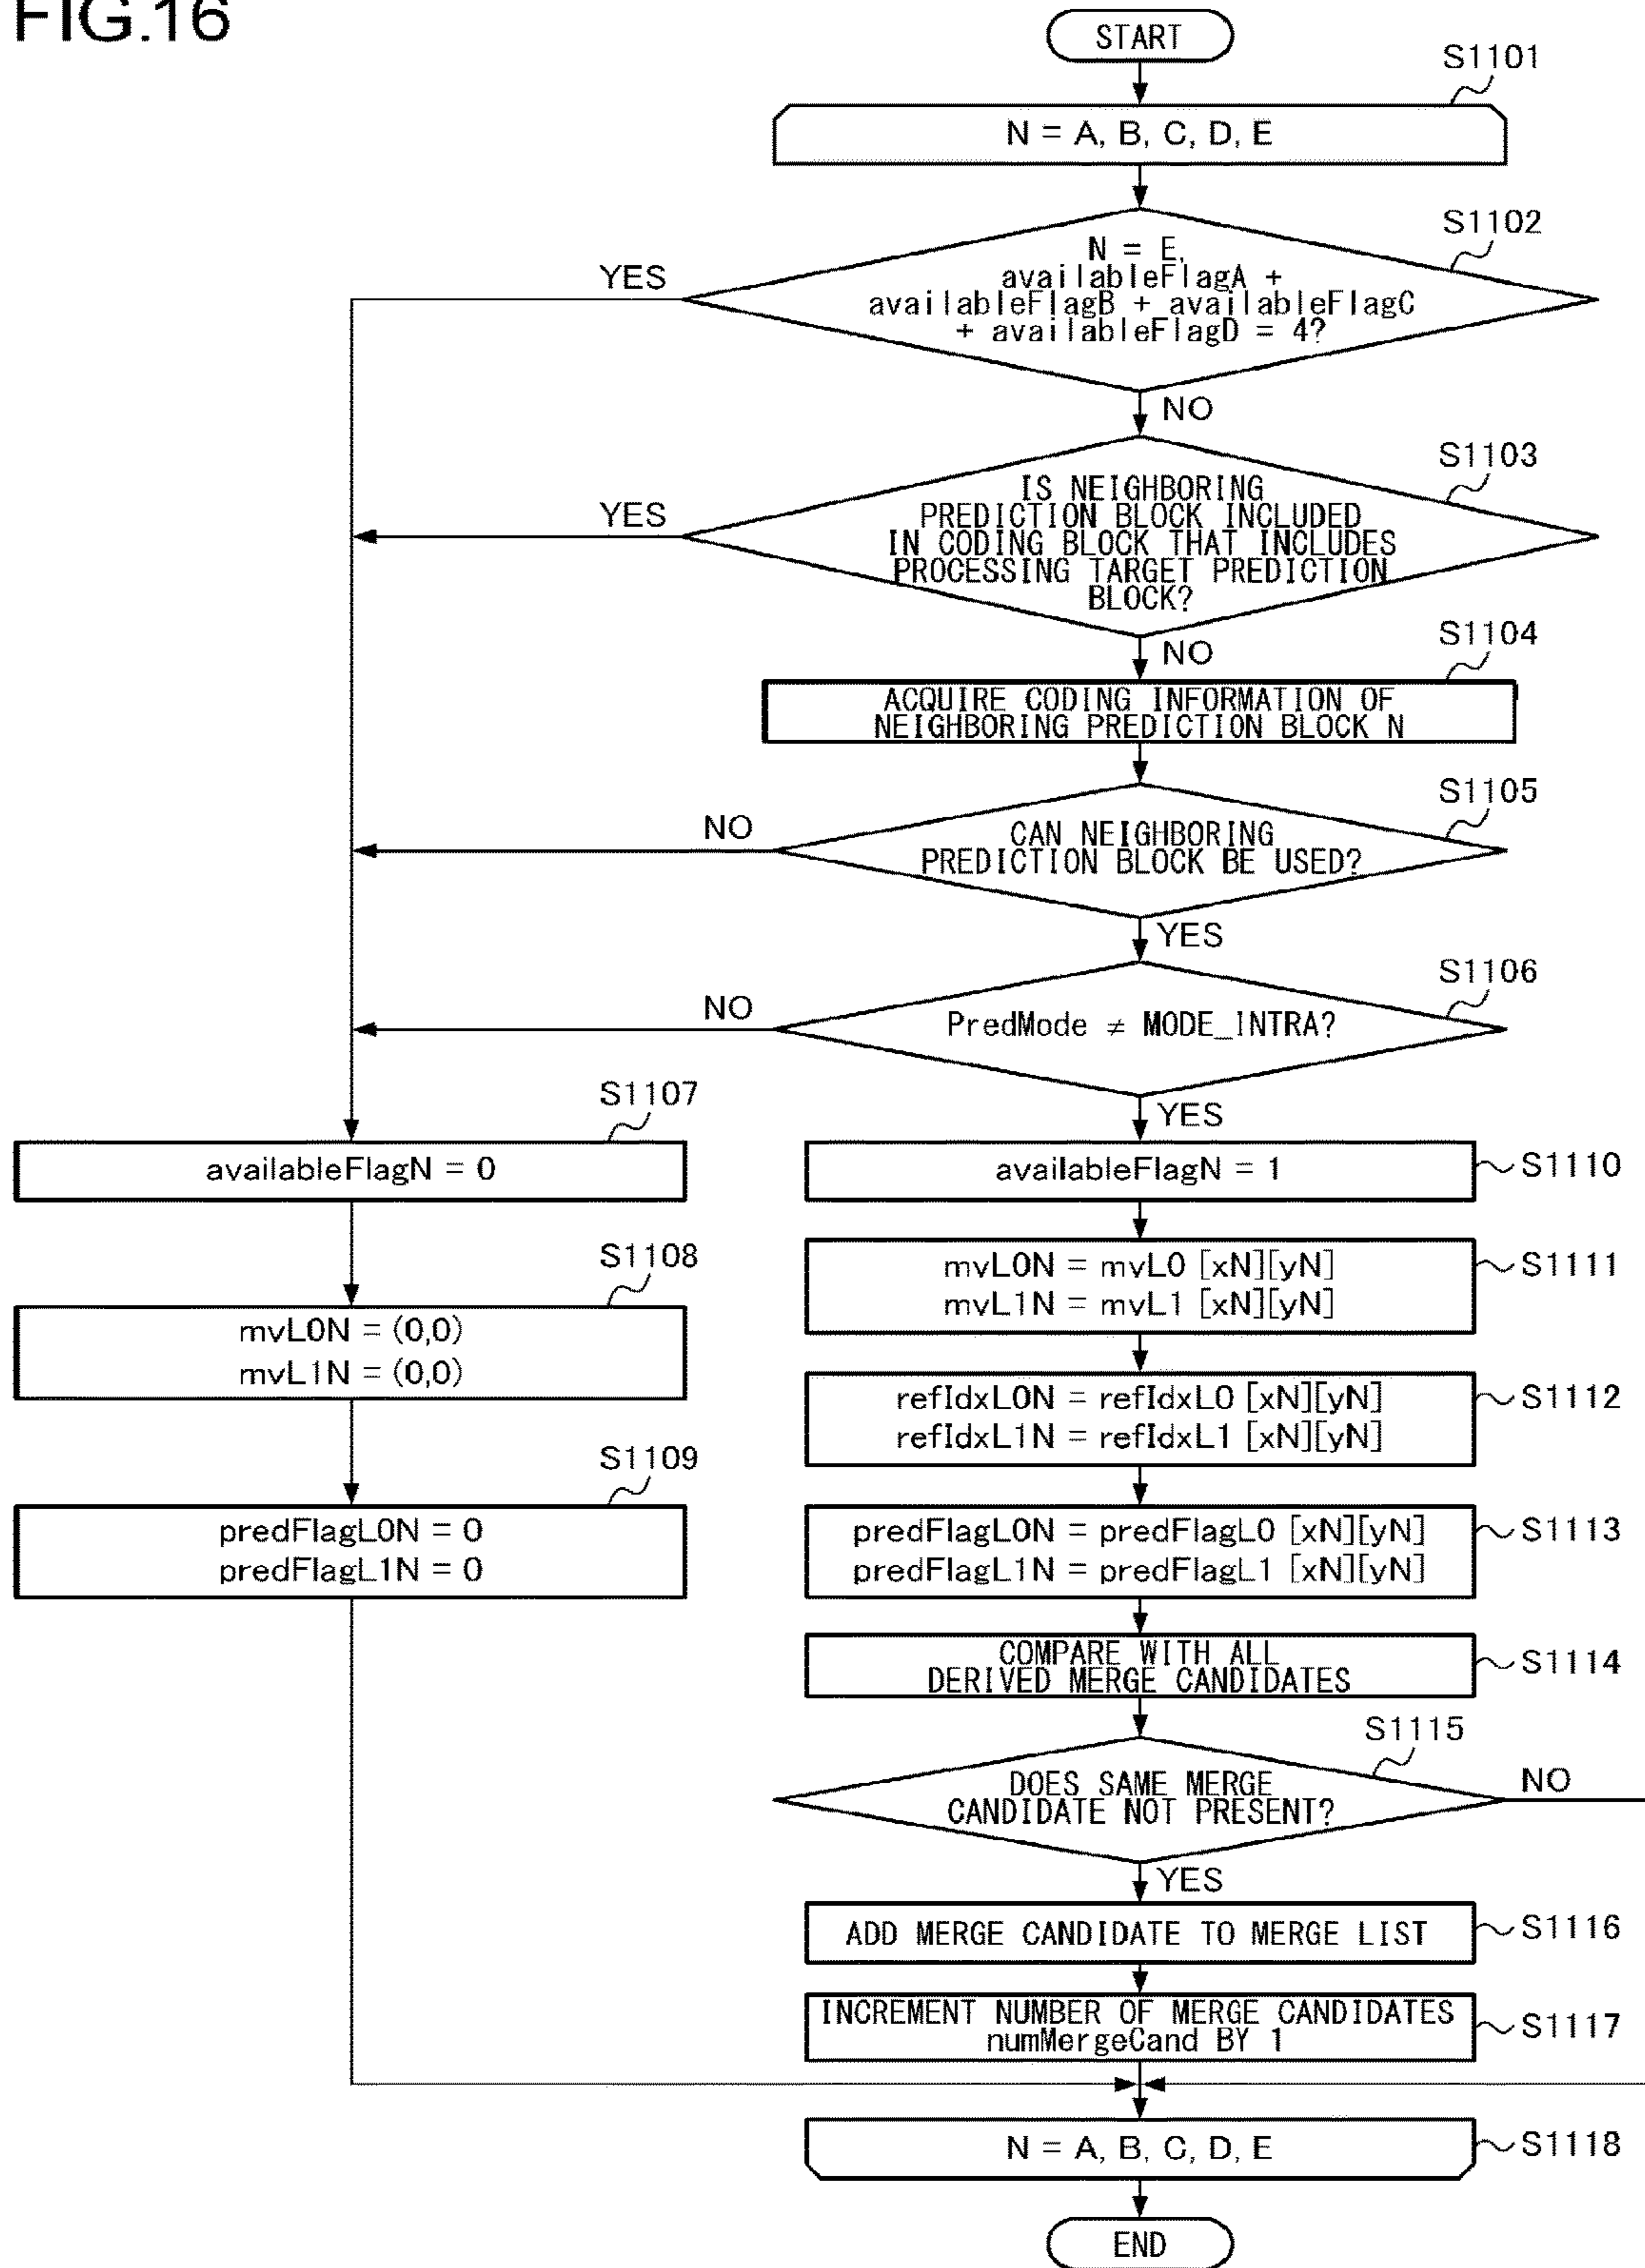 FIG.16
START
S1101
N = A, B, C, D, E
S1102
N = E,
availableFlagA +
availableFlagB + availableFlagC
+ availableFlagD = 4?
YES
NO
S1103
IS NEIGHBORING
PREDICTION BLOCK INCLUDED
IN CODING BLOCK THAT INCLUDES
PROCESSING TARGET PREDICTION
BLOCK?
YES
NO
S1104
ACQUIRE CODING INFORMATION OF
NEIGHBORING PREDICTION BLOCK N
S1105
CAN NEIGHBORING
PREDICTION BLOCK BE USED?
NO
YES
S1106
PredMode ≠ MODE_INTRA?
NO
YES
S1107
availableFlagN = 0
S1108
mvL0N = (0,0)
mvL1N = (0,0)
S1109
predFlagL0N = 0
predFlagL1N = 0
availableFlagN = 1
S1110
mvL0N = mvL0 [xN][yN]
mvL1N = mvL1 [xN][yN]
S1111
refIdxL0N = refIdxL0 [xN][yN]
refIdxL1N = refIdxL1 [xN][yN]
S1112
predFlagL0N = predFlagL0 [xN][yN]
predFlagL1N = predFlagL1 [xN][yN]
S1113
COMPARE WITH ALL
DERIVED MERGE CANDIDATES
S1114
S1115
DOES SAME MERGE
CANDIDATE NOT PRESENT?
NO
YES
ADD MERGE CANDIDATE TO MERGE LIST
S1116
INCREMENT NUMBER OF MERGE CANDIDATES
numMergeCand BY 1
S1117
N = A, B, C, D, E
S1118
END